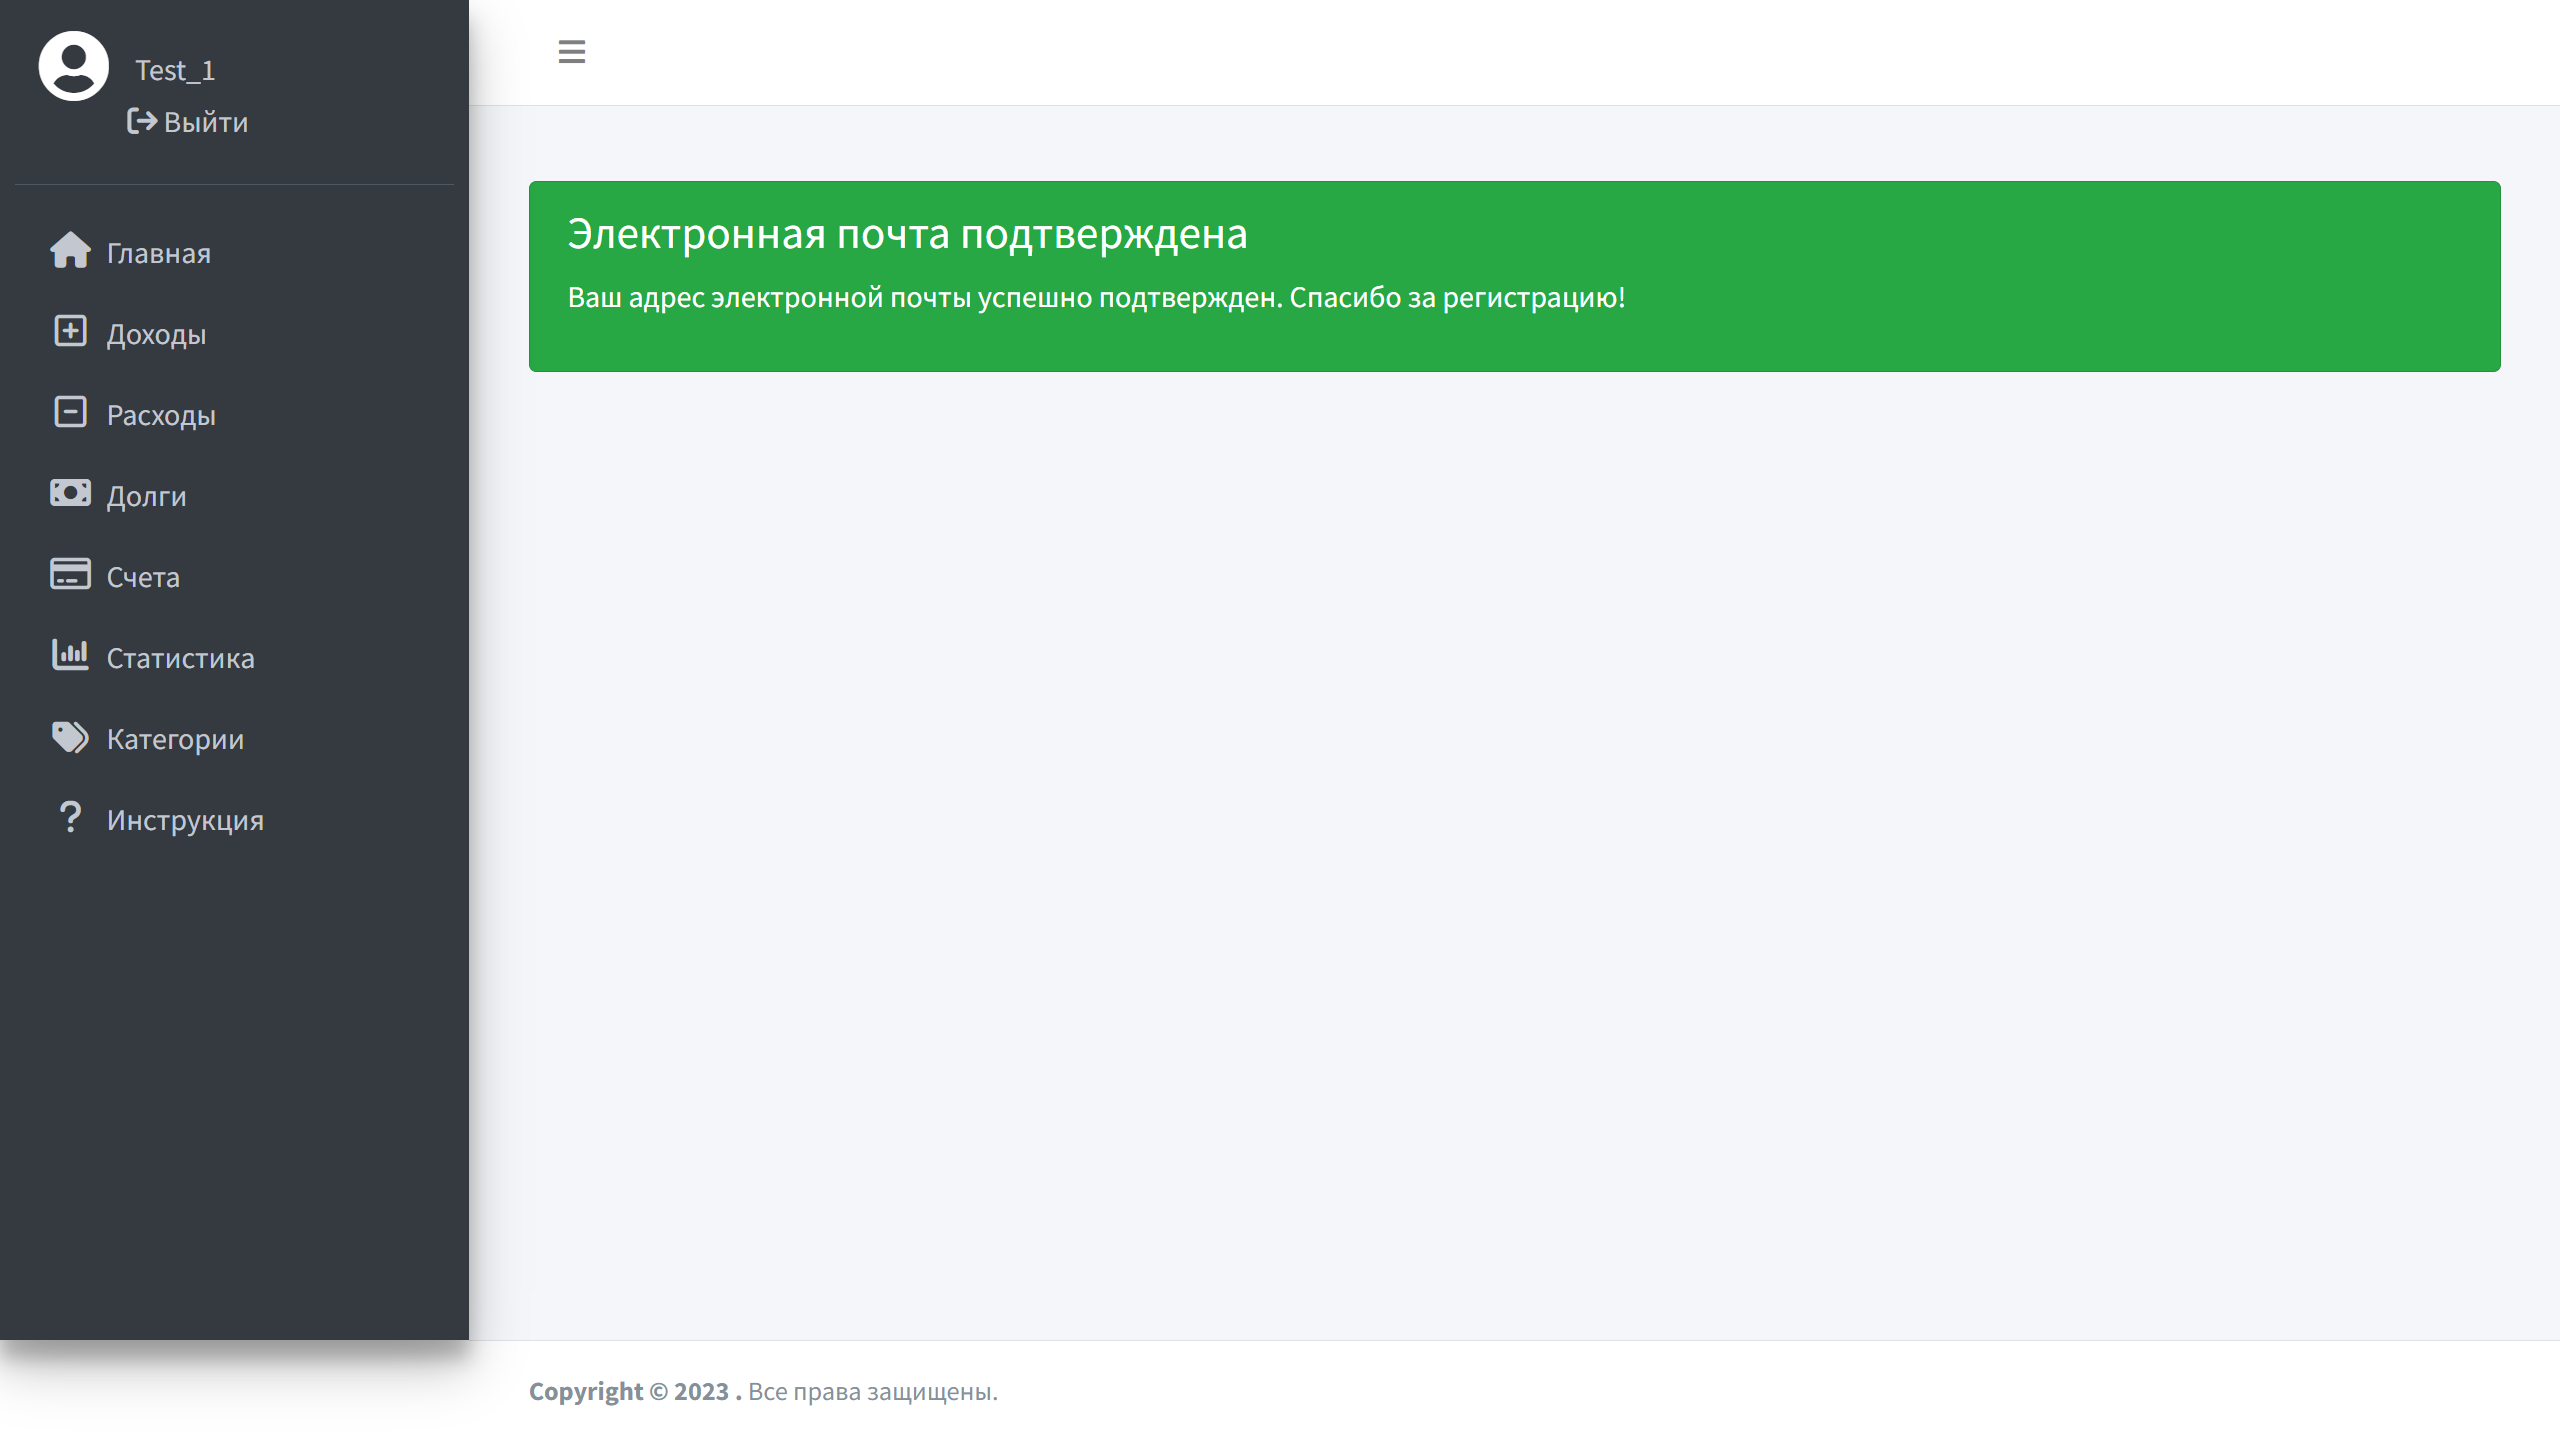 Test_1
Выйти
Главная
Доходы
Расходы
Долги
Счета
Статистика
Категории
Инструкция
Электронная почта подтверждена
Ваш адрес электронной почты успешно подтвержден. Спасибо за регистрацию!
Copyright © 2023 . Все права защищены.